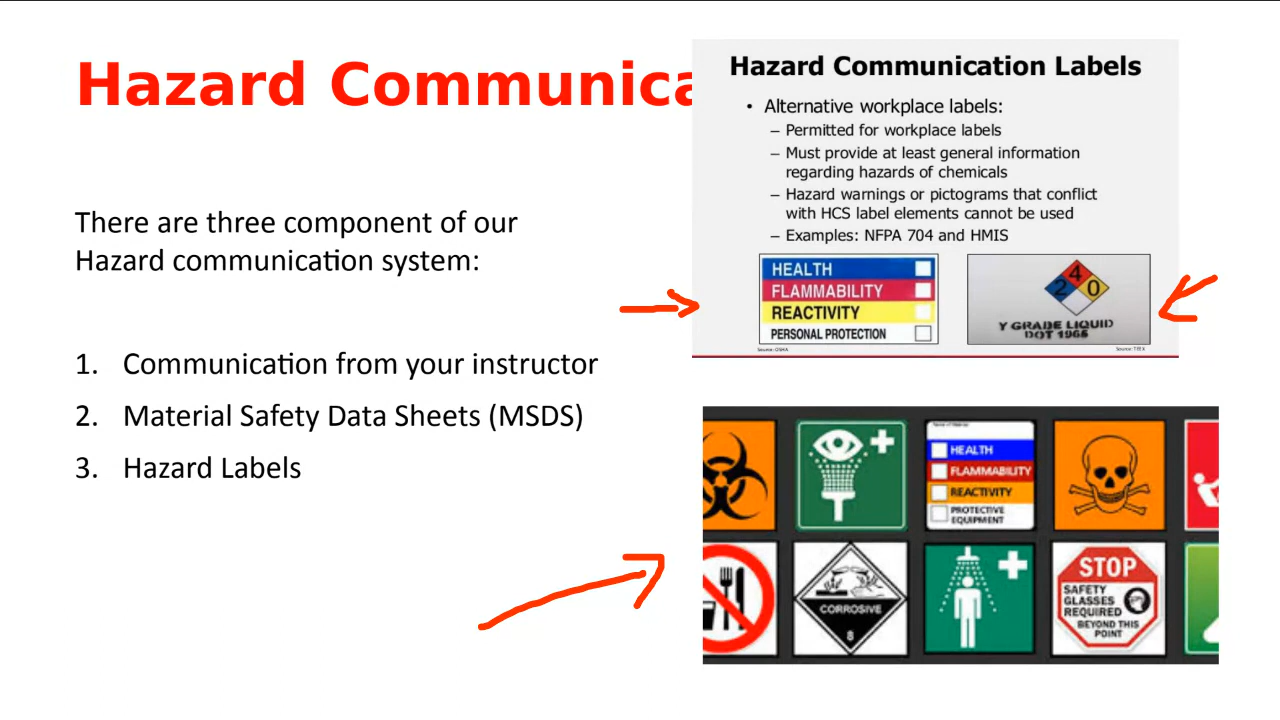 Hazard Communica
There are three component of our
Hazard communication system:
1. Communication from your instructor
2. Material Safety Data Sheets (MSDS)
3. Hazard Labels
Hazard Communication Labels
• Alternative workplace labels:
– Permitted for workplace labels
– Must provide at least general information
regarding hazards of chemicals
– Hazard warnings or pictograms that conflict
with HCS label elements cannot be used
– Examples: NFPA 704 and HMIS
HEALTH
FLAMMABILITY
REACTIVITY
PERSONAL PROTECTION
Source: OSHA
4
2 0
Y GRADE LIQUID
DOT 1965
Source: TEEX
HEALTH
FLAMMABILITY
REACTIVITY
PROTECTIVE
EQUIPMENT
CORROSIVE
8
STOP
SAFETY
GLASSES
REQUIRED
BEYOND THIS
POINT